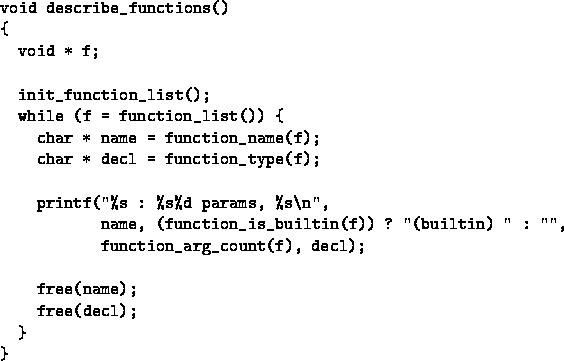 void describe_functions()
{
  void * f;

  init_function_list();
  while (f = function_list()) {
    char * name = function_name(f);
    char * decl = function_type(f);

    printf("%s : %s%d params, %s\n",
           name, (function_is_builtin(f)) ? "(builtin) " : "",
           function_arg_count(f), decl);

    free(name);
    free(decl);
  }
}